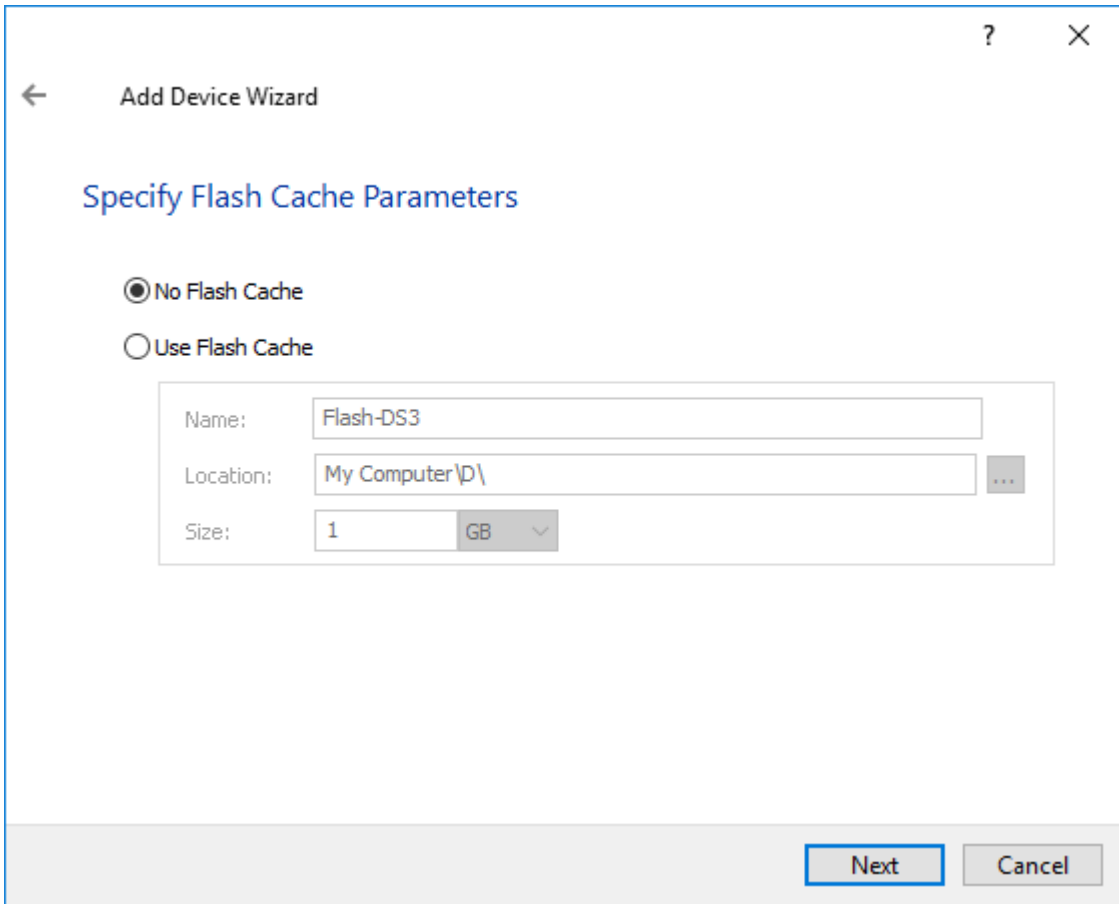 ?
Add Device Wizard
Specify Flash Cache Parameters
No Flash Cache
Use Flash Cache
Name: Flash-DS3
Location: My Computer\D\ ...
Size: 1 GB
Next Cancel